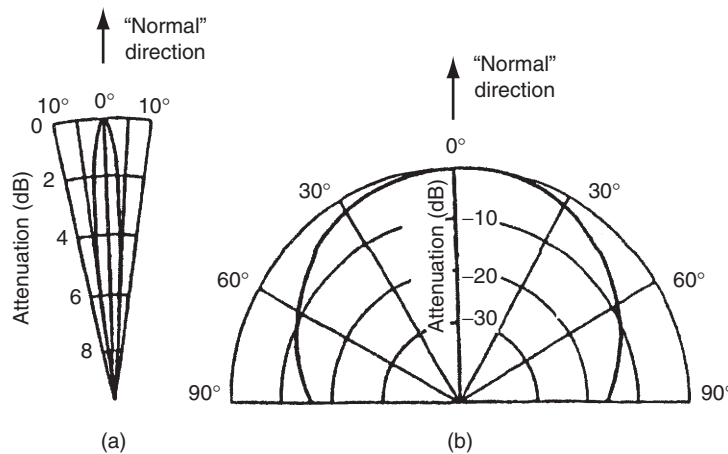 “Normal”
direction
10° 0° 10°
0
2
4
6
8
Attenuation (dB)
(a)
“Normal”
direction
0°
30°
30°
60°
60°
90°
90°
Attenuation (dB)
–10
–20
–30
(b)